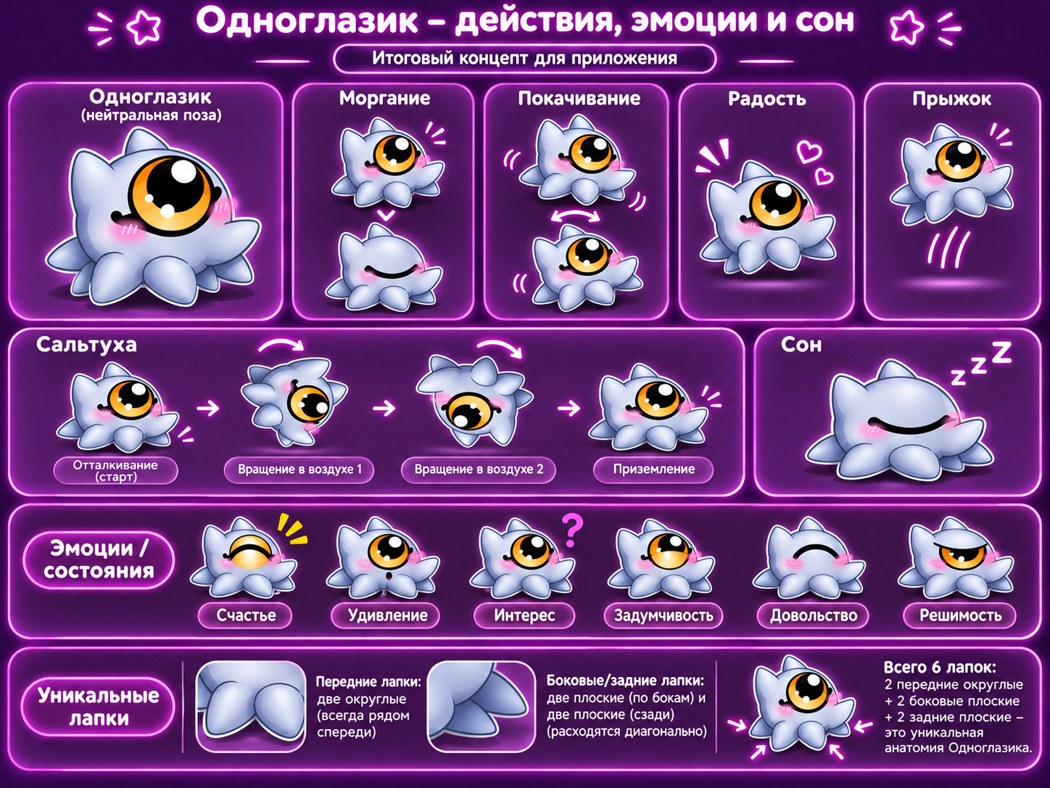 Одноглазик – действия, эмоции и сон
Итоговый концепт для приложения
Одноглазик
(нейтральная поза)
Моргание
Покачивание
Радость
Прыжок
Сальтуха
Отталкивание
(старт)
Вращение в воздухе 1
Вращение в воздухе 2
Приземление
Сон
z z Z
Эмоции /
состояния
Счастье
Удивление
?
Интерес
Задумчивость
Довольство
Решимость
Уникальные
лапки
Передние лапки:
две округлые
(всегда рядом
спереди)
Боковые/задние лапки:
две плоские (по бокам) и
две плоские (сзади)
(расходятся диагонально)
Всего 6 лапок:
2 передние округлые
+ 2 боковые плоские
+ 2 задние плоские –
это уникальная
анатомия Одноглазика.